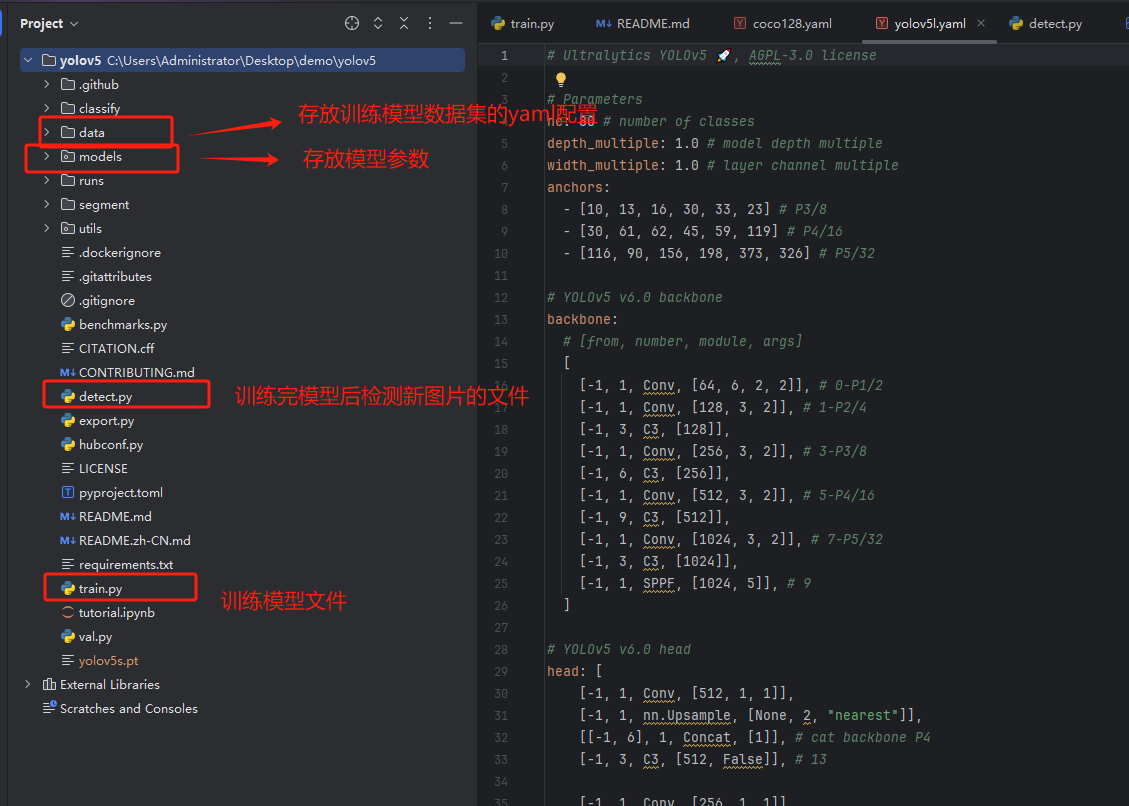 Project
yolov5 C:\Users\Administrator\Desktop\demo\yolov5
.github
classify
data
存放训练模型数据集的yaml配置
models
存放模型参数
runs
segment
utils
.dockerignore
.gitattributes
.gitignore
benchmarks.py
CITATION.cff
CONTRIBUTING.md
detect.py
训练完模型后检测新图片的文件
export.py
hubconf.py
LICENSE
pyproject.toml
README.md
README.zh-CN.md
requirements.txt
train.py
训练模型文件
tutorial.ipynb
val.py
yolov5s.pt
External Libraries
Scratches and Consoles
train.py README.md coco128.yaml yolov5l.yaml detect.py
1 # Ultralytics YOLOv5 🚀, AGPL-3.0 license
2
3 # Parameters
nc: 80 # number of classes
5 depth_multiple: 1.0 # model depth multiple
6 width_multiple: 1.0 # layer channel multiple
7 anchors:
8 - [10, 13, 16, 30, 33, 23] # P3/8
9 - [30, 61, 62, 45, 59, 119] # P4/16
10 - [116, 90, 156, 198, 373, 326] # P5/32
11
12 # YOLOv5 v6.0 backbone
13 backbone:
14 # [from, number, module, args]
15 [
16 [-1, 1, Conv, [64, 6, 2, 2]], # 0-P1/2
17 [-1, 1, Conv, [128, 3, 2]], # 1-P2/4
18 [-1, 3, C3, [128]],
19 [-1, 1, Conv, [256, 3, 2]], # 3-P3/8
20 [-1, 6, C3, [256]],
21 [-1, 1, Conv, [512, 3, 2]], # 5-P4/16
22 [-1, 9, C3, [512]],
23 [-1, 1, Conv, [1024, 3, 2]], # 7-P5/32
24 [-1, 3, C3, [1024]],
25 [-1, 1, SPPF, [1024, 5]], # 9
26 ]
27
28 # YOLOv5 v6.0 head
29 head: [
30 [-1, 1, Conv, [512, 1, 1]],
31 [-1, 1, nn.Upsample, [None, 2, "nearest"]],
32 [[-1, 6], 1, Concat, [1]], # cat backbone P4
33 [-1, 3, C3, [512, False]], # 13
34
35 [-1, 1, Conv, [256, 1, 1]],